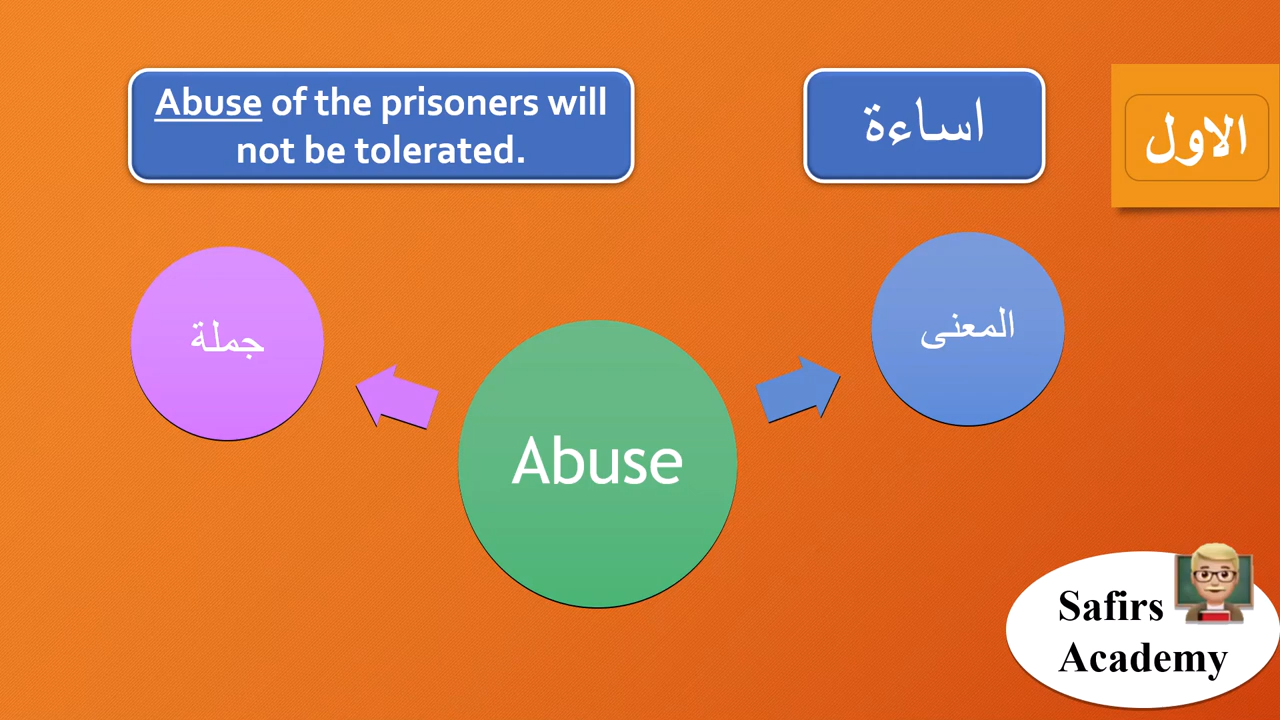 Abuse of the prisoners will
not be tolerated.
اساءة
الاول
جملة
المعنى
Abuse
Safirs
Academy